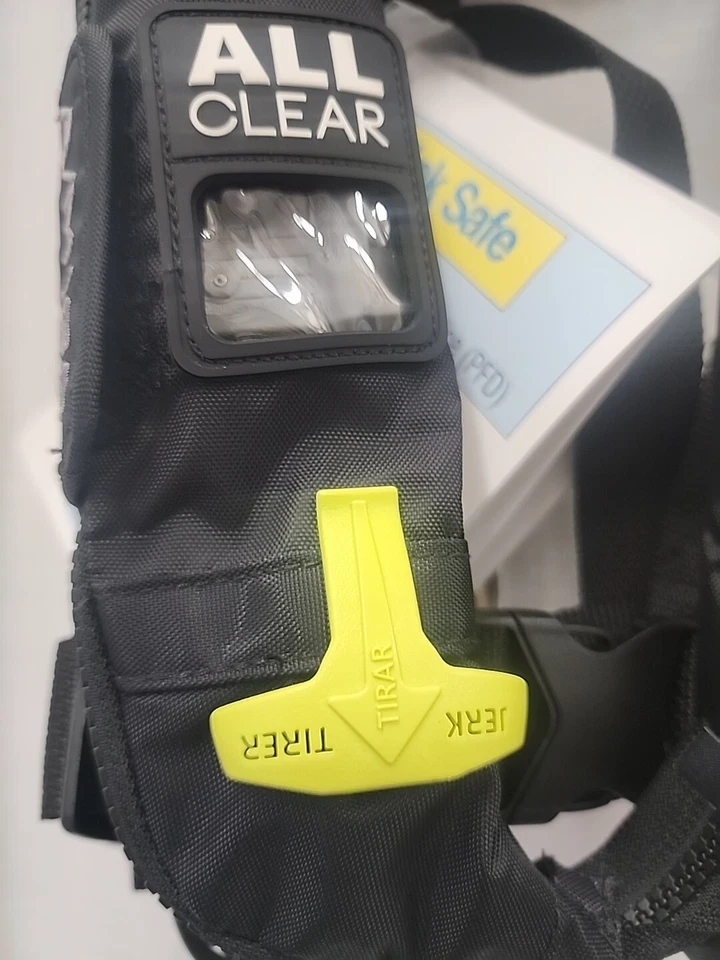 ALL
CLEAR
Safe
(PFD)
TIRAR
JERK
TIRER